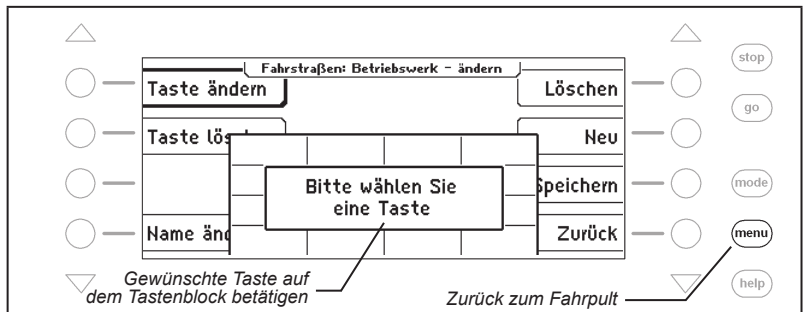 Fahrstraßen: Betriebswerk - ändern
Taste ändern
Löschen
Taste lös
Neu
Bitte wählen Sie
eine Taste
Speichern
Name änd
Zurück
stop
go
mode
menu
help
Gewünschte Taste auf
dem Tastenblock betätigen
Zurück zum Fahrpult